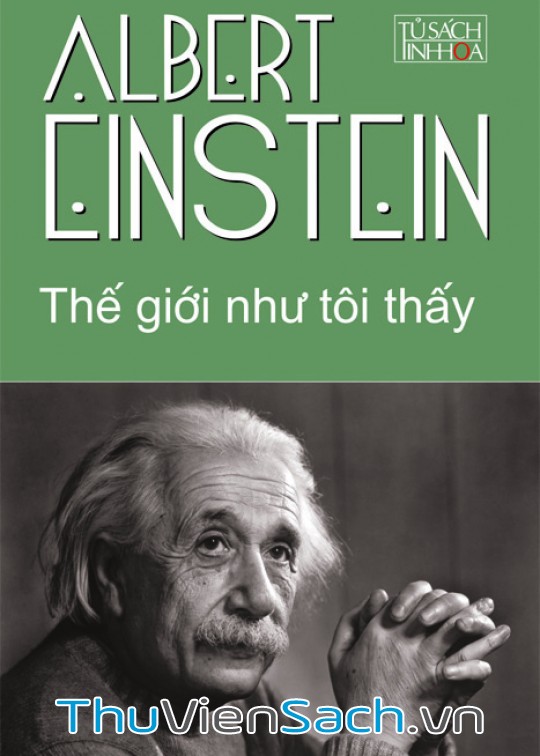 ALBERT
TỦ SÁCH
TINH HOA
EINSTEIN
Thế giới như tôi thấy
ThuVienSach.vn